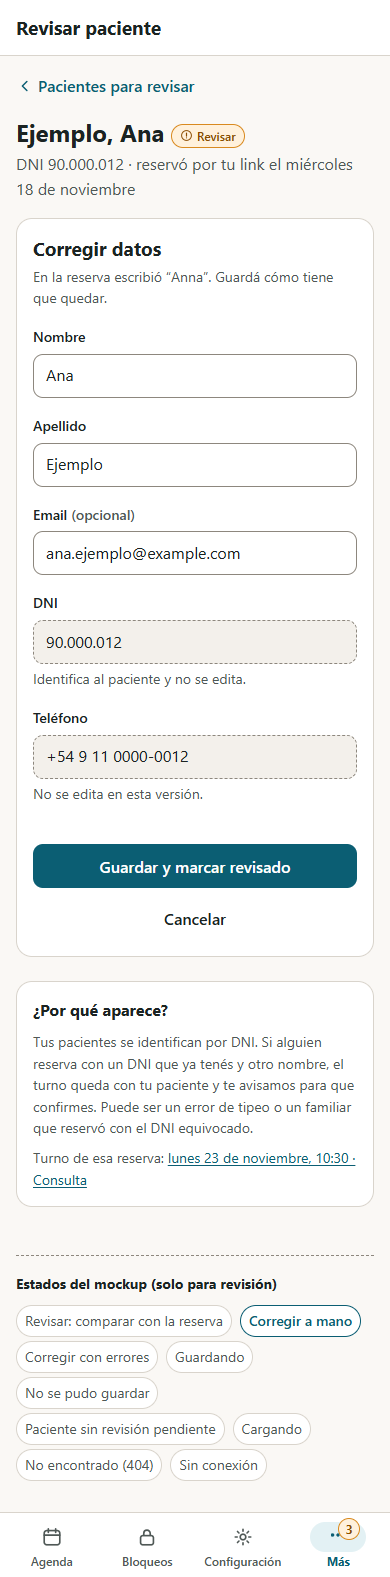 Revisar paciente
Pacientes para revisar
Ejemplo, Ana Revisar
DNI 90.000.012 · reservó por tu link el miércoles
18 de noviembre
Corregir datos
En la reserva escribió “Anna”. Guardá cómo tiene
que quedar.
Nombre
Ana
Apellido
Ejemplo
Email (opcional)
ana.ejemplo@example.com
DNI
90.000.012
Identifica al paciente y no se edita.
Teléfono
+54 9 11 0000-0012
No se edita en esta versión.
Guardar y marcar revisado
Cancelar
¿Por qué aparece?
Tus pacientes se identifican por DNI. Si alguien
reserva con un DNI que ya tenés y otro nombre, el
turno queda con tu paciente y te avisamos para que
confirmes. Puede ser un error de tipeo o un familiar
que reservó con el DNI equivocado.
Turno de esa reserva: lunes 23 de noviembre, 10:30 ·
Consulta
Estados del mockup (solo para revisión)
Revisar: comparar con la reserva Corregir a mano
Corregir con errores Guardando
No se pudo guardar
Paciente sin revisión pendiente Cargando
No encontrado (404) Sin conexión
3
Agenda Bloqueos Configuración Más